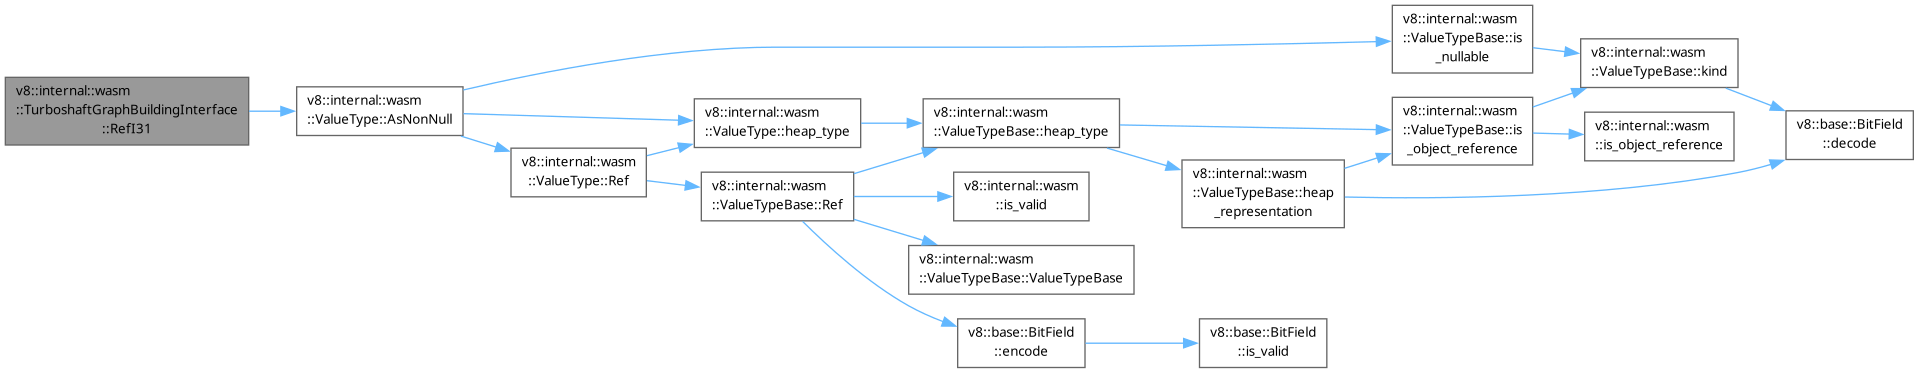 v8::internal::wasm
::TurboshaftGraphBuildingInterface
::RefI31
v8::internal::wasm
::ValueType::AsNonNull
v8::internal::wasm
::ValueType::heap_type
v8::internal::wasm
::ValueType::Ref
v8::internal::wasm
::ValueTypeBase::Ref
v8::internal::wasm
::ValueTypeBase::heap_type
v8::internal::wasm
::is_valid
v8::internal::wasm
::ValueTypeBase::ValueTypeBase
v8::base::BitField
::encode
v8::internal::wasm
::ValueTypeBase::heap
_representation
v8::base::BitField
::is_valid
v8::internal::wasm
::ValueTypeBase::is
_nullable
v8::internal::wasm
::ValueTypeBase::is
_object_reference
v8::internal::wasm
::ValueTypeBase::kind
v8::internal::wasm
::is_object_reference
v8::base::BitField
::decode